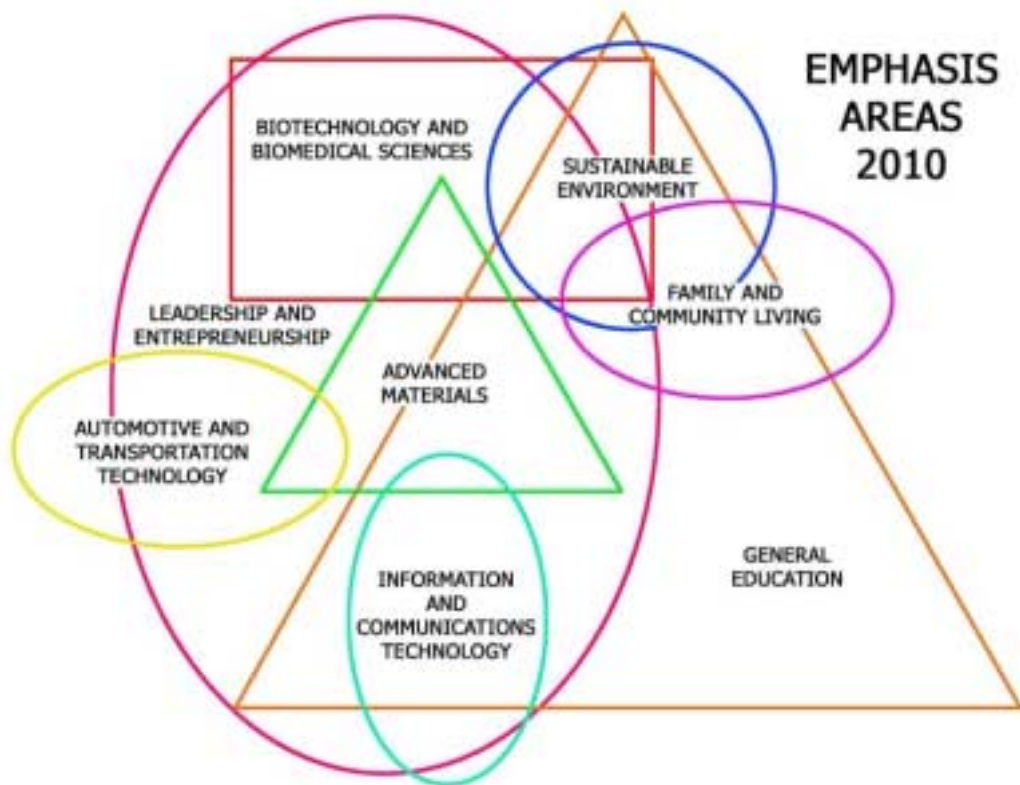 EMPHASIS
AREAS
2010
BIOTECHNOLOGY AND
BIOMEDICAL SCIENCES
SUSTAINABLE
ENVIRONMENT
LEADERSHIP AND
ENTREPRENEURSHIP
FAMILY AND
COMMUNITY LIVING
ADVANCED
MATERIALS
AUTOMOTIVE AND
TRANSPORTATION
TECHNOLOGY
GENERAL
EDUCATION
INFORMATION
AND
COMMUNICATIONS
TECHNOLOGY